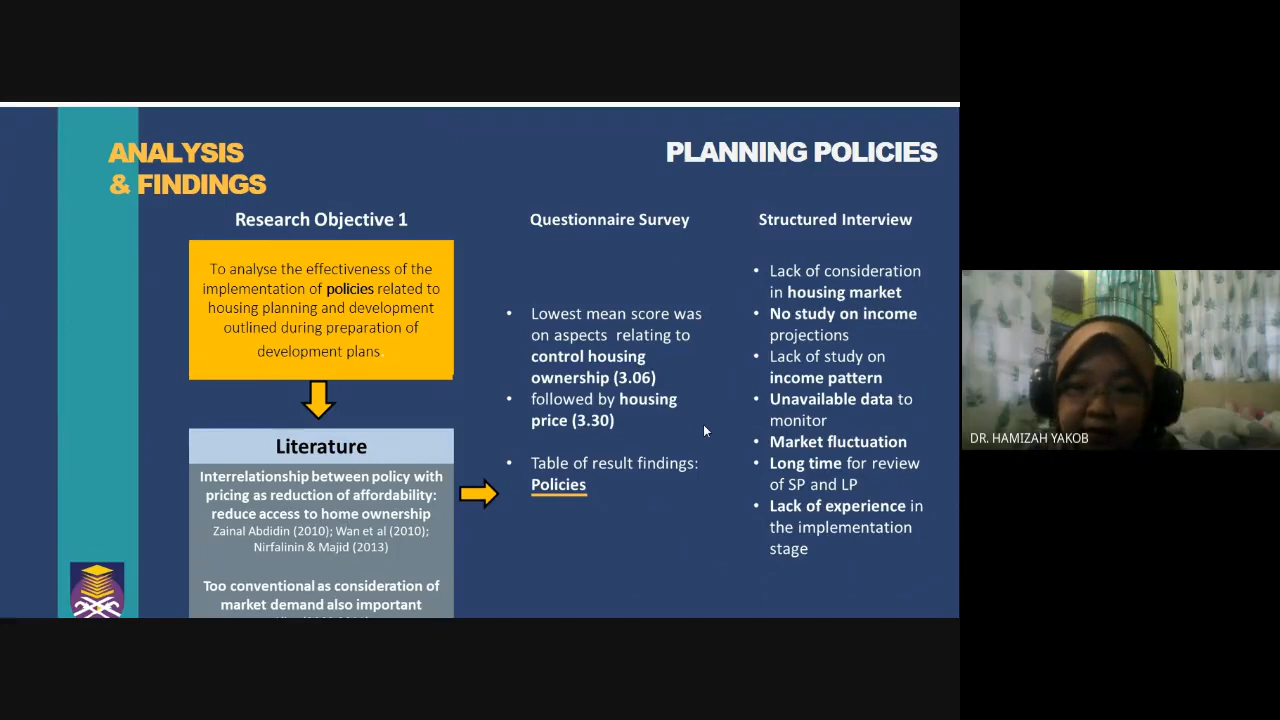 ANALYSIS
& FINDINGS
PLANNING POLICIES
Research Objective 1
To analyse the effectiveness of the
implementation of policies related to
housing planning and development
outlined during preparation of
development plans.
Literature
Interrelationship between policy with
pricing as reduction of affordability:
reduce access to home ownership
Zainal Abdidin (2010); Wan et al (2010);
Nirfalinin & Majid (2013)
Too conventional as consideration of
market demand also important
Questionnaire Survey
• Lowest mean score was
on aspects relating to
control housing
ownership (3.06)
• followed by housing
price (3.30)
• Table of result findings:
Policies
Structured Interview
• Lack of consideration
in housing market
• No study on income
projections
• Lack of study on
income pattern
• Unavailable data to
monitor
• Market fluctuation
• Long time for review
of SP and LP
• Lack of experience in
the implementation
stage
DR. HAMIZAH YAKOB